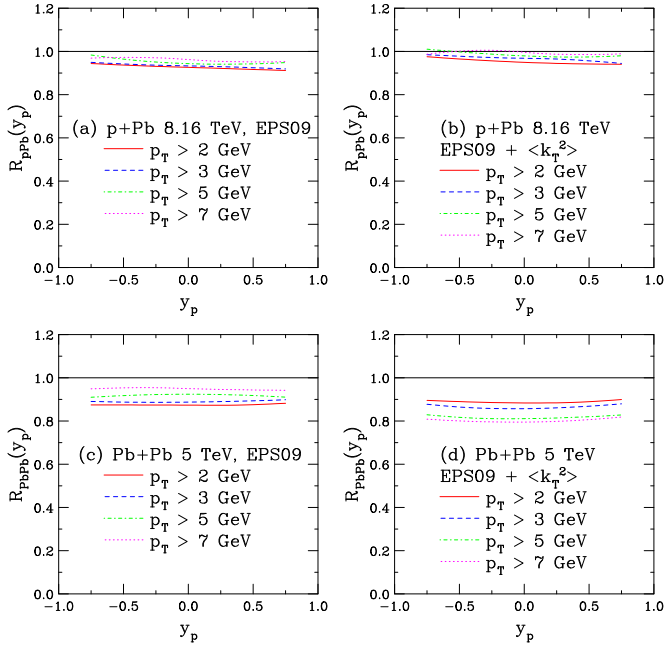 1.2
1.0
0.8
0.6
0.4
0.2
0.0
R_pPb(y_p)
(a) p+Pb 8.16 TeV, EPS09
p_T > 2 GeV
p_T > 3 GeV
p_T > 5 GeV
p_T > 7 GeV
−1.0 −0.5 0.0 0.5 1.0
y_p
1.2
1.0
0.8
0.6
0.4
0.2
0.0
R_pPb(y_p)
(b) p+Pb 8.16 TeV
EPS09 + <k_T^2>
p_T > 2 GeV
p_T > 3 GeV
p_T > 5 GeV
p_T > 7 GeV
−1.0 −0.5 0.0 0.5 1.0
y_p
1.2
1.0
0.8
0.6
0.4
0.2
0.0
R_PbPb(y_p)
(c) Pb+Pb 5 TeV, EPS09
p_T > 2 GeV
p_T > 3 GeV
p_T > 5 GeV
p_T > 7 GeV
−1.0 −0.5 0.0 0.5 1.0
y_p
1.2
1.0
0.8
0.6
0.4
0.2
0.0
R_PbPb(y_p)
(d) Pb+Pb 5 TeV
EPS09 + <k_T^2>
p_T > 2 GeV
p_T > 3 GeV
p_T > 5 GeV
p_T > 7 GeV
−1.0 −0.5 0.0 0.5 1.0
y_p